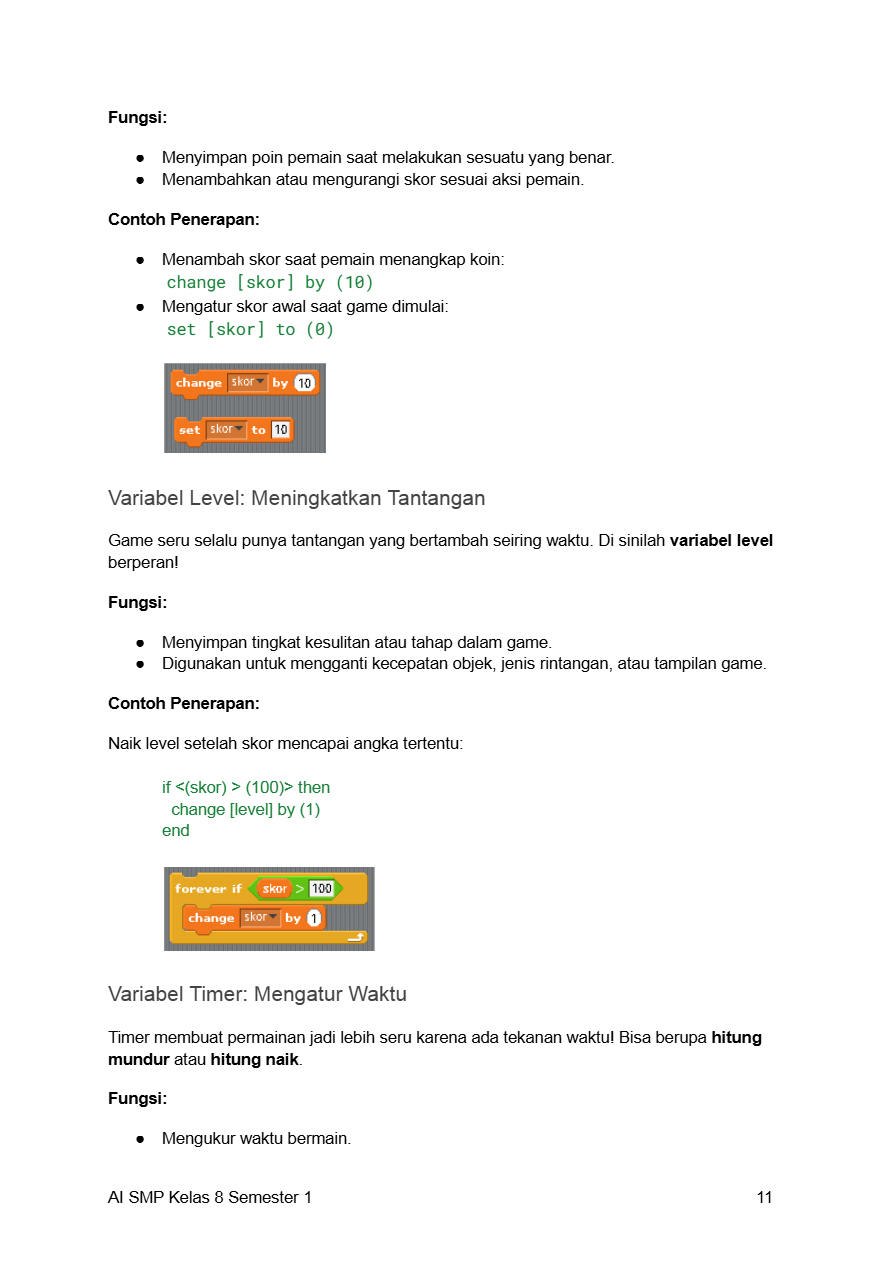 Fungsi:
● Menyimpan poin pemain saat melakukan sesuatu yang benar.
● Menambahkan atau mengurangi skor sesuai aksi pemain.
Contoh Penerapan:
● Menambah skor saat pemain menangkap koin:
change [skor] by (10)
● Mengatur skor awal saat game dimulai:
set [skor] to (0)
change skor by 10
set skor to 10
Variabel Level: Meningkatkan Tantangan
Game seru selalu punya tantangan yang bertambah seiring waktu. Di sinilah variabel level
berperan!
Fungsi:
● Menyimpan tingkat kesulitan atau tahap dalam game.
● Digunakan untuk mengganti kecepatan objek, jenis rintangan, atau tampilan game.
Contoh Penerapan:
Naik level setelah skor mencapai angka tertentu:
if <(skor) > (100)> then
change [level] by (1)
end
forever if skor > 100
change skor by 1
Variabel Timer: Mengatur Waktu
Timer membuat permainan jadi lebih seru karena ada tekanan waktu! Bisa berupa hitung
mundur atau hitung naik.
Fungsi:
● Mengukur waktu bermain.
AI SMP Kelas 8 Semester 1 11